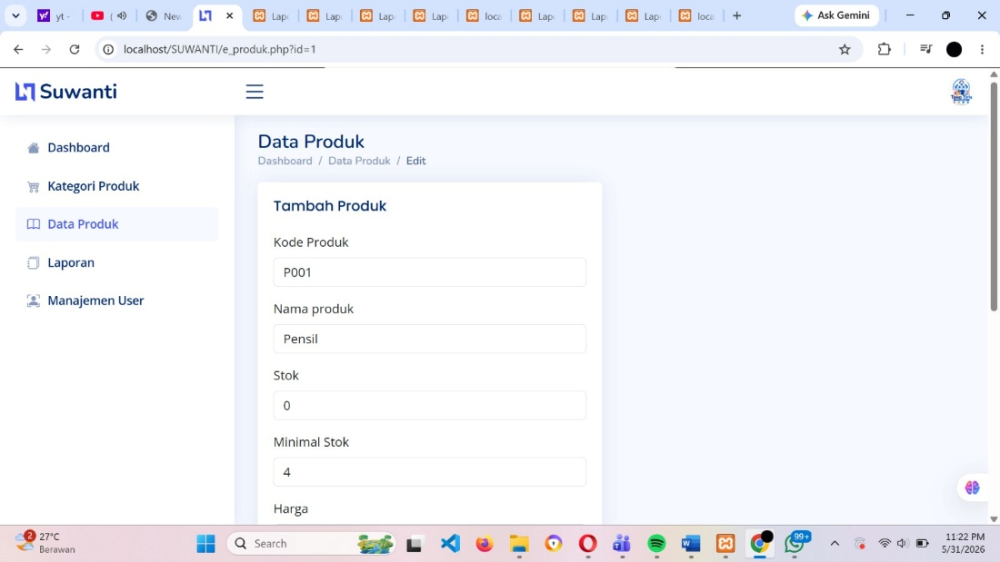 yt -
New
Lap
Lap
Lap
Lap
loca
Lap
Lap
Lap
loca
Ask Gemini
localhost/SUWANTI/e_produk.php?id=1
Suwanti
Dashboard
Kategori Produk
Data Produk
Laporan
Manajemen User
Data Produk
Dashboard / Data Produk / Edit
Tambah Produk
Kode Produk
P001
Nama produk
Pensil
Stok
0
Minimal Stok
4
Harga
2
27°C
Berawan
Search
99+
11:22 PM
5/31/2026